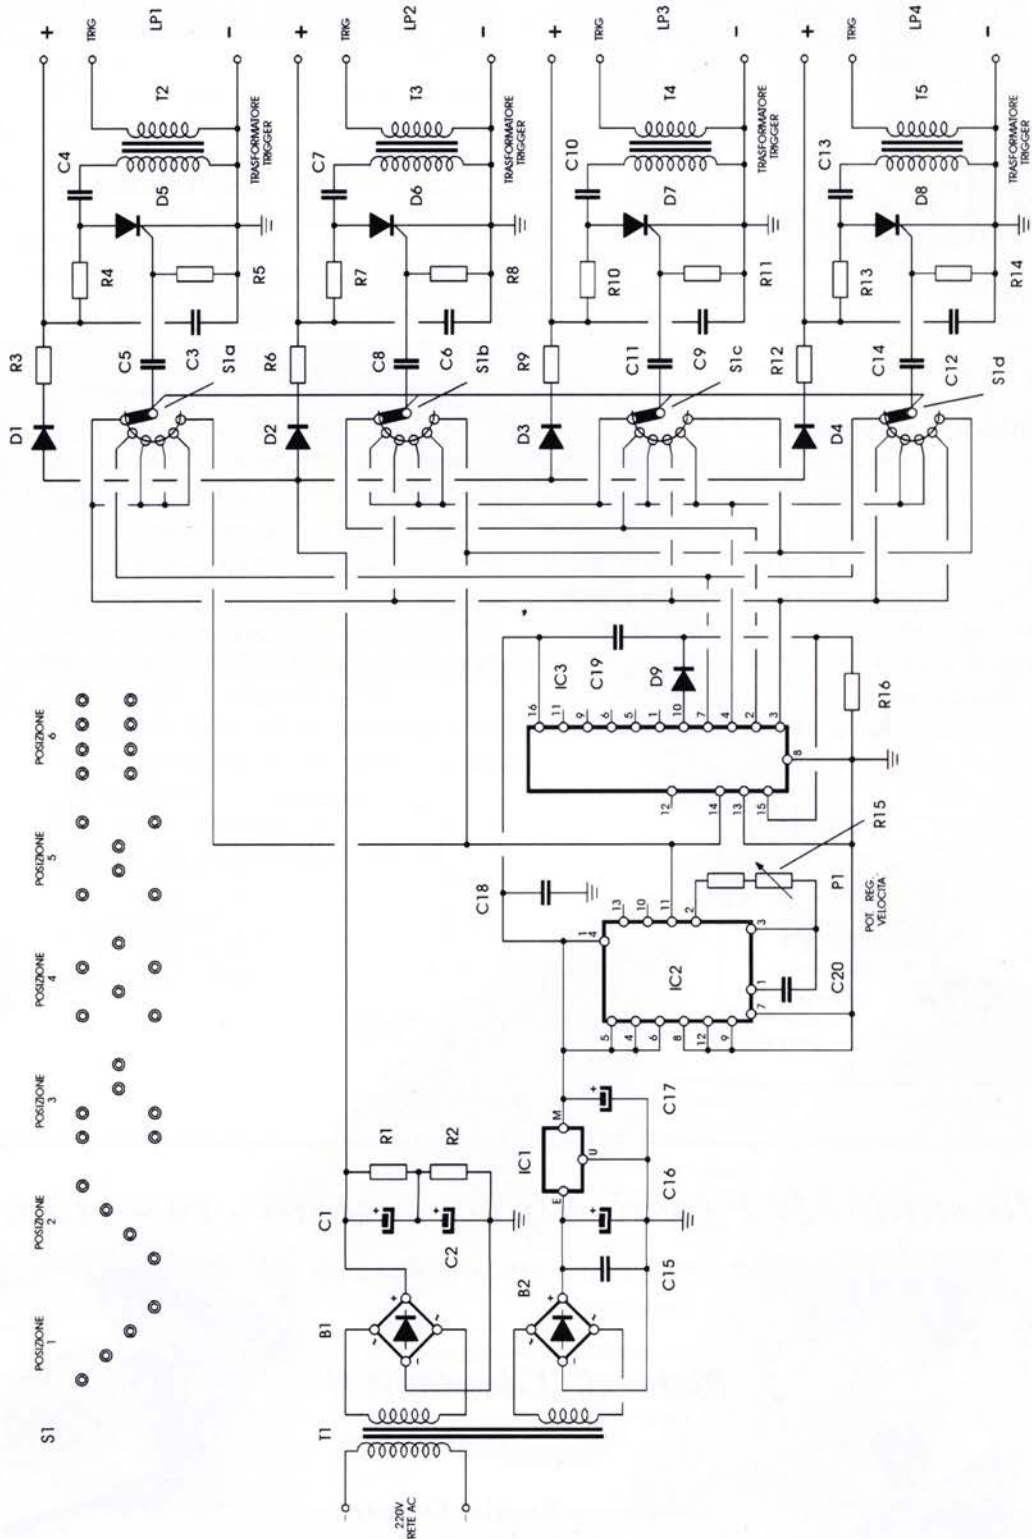 S1
POSIZIONE
1
POSIZIONE
2
POSIZIONE
3
POSIZIONE
4
POSIZIONE
5
POSIZIONE
6
220V
RETE AC
T1
B1
~
~
+
-
C1
+
C2
+
R1
R2
B2
~
~
+
-
C15
C16
+
IC1
E
M
U
C17
+
IC2
5
4
6
8
12
9
1
4
13
10
11
2
3
1
7
C18
C20
P1
R15
POT. REG.
VELOCITA'
IC3
12
14
13
15
16
11
9
6
5
1
10
7
4
2
3
8
C19
D9
R16
D1
R3
C5
C3
S1a
R4
R5
C4
D5
T2
TRASFORMATORE
TRIGGER
+
TRIG
LP1
-
D2
R6
C8
C6
S1b
R7
R8
C7
D6
T3
TRASFORMATORE
TRIGGER
+
TRIG
LP2
-
D3
R9
C11
C9
S1c
R10
R11
C10
D7
T4
TRASFORMATORE
TRIGGER
+
TRIG
LP3
-
D4
R12
C14
C12
S1d
R13
R14
C13
D8
T5
TRASFORMATORE
TRIGGER
+
TRIG
LP4
-